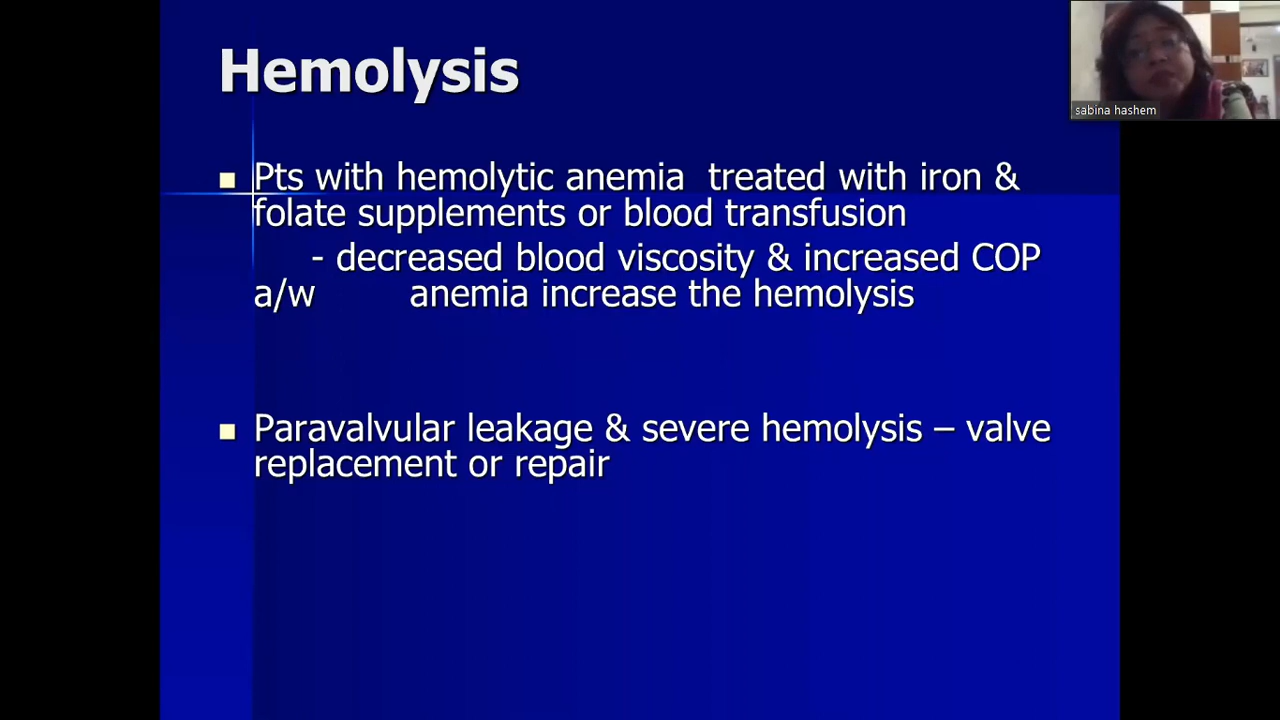 Hemolysis
sabina hashem
Pts with hemolytic anemia treated with iron &
folate supplements or blood transfusion
- decreased blood viscosity & increased COP
a/w anemia increase the hemolysis
Paravalvular leakage & severe hemolysis – valve
replacement or repair